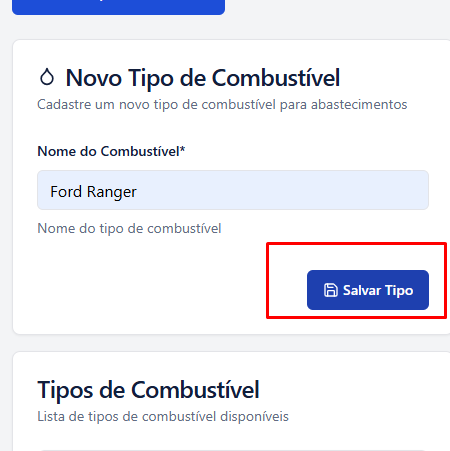 Novo Tipo de Combustível
Cadastre um novo tipo de combustível para abastecimentos
Nome do Combustível*
Ford Ranger
Nome do tipo de combustível
Salvar Tipo
Tipos de Combustível
Lista de tipos de combustível disponíveis